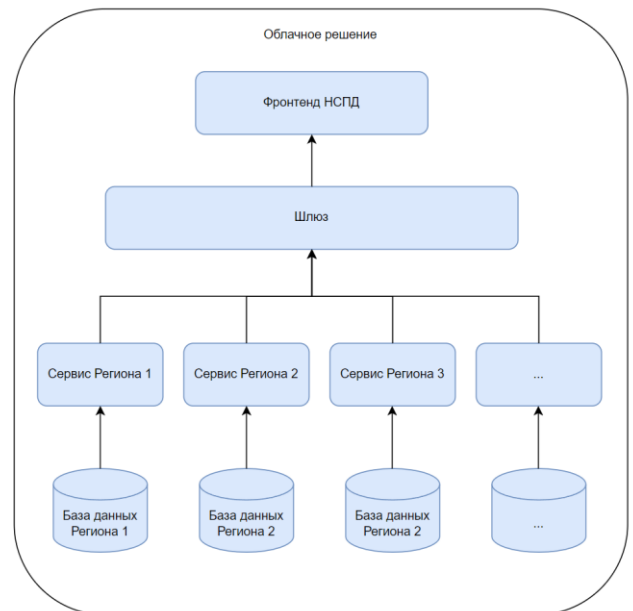 Облачное решение
Фронтенд НСПД
Шлюз
Сервис Региона 1
Сервис Региона 2
Сервис Региона 3
...
База данных
Региона 1
База данных
Региона 2
База данных
Региона 2
...